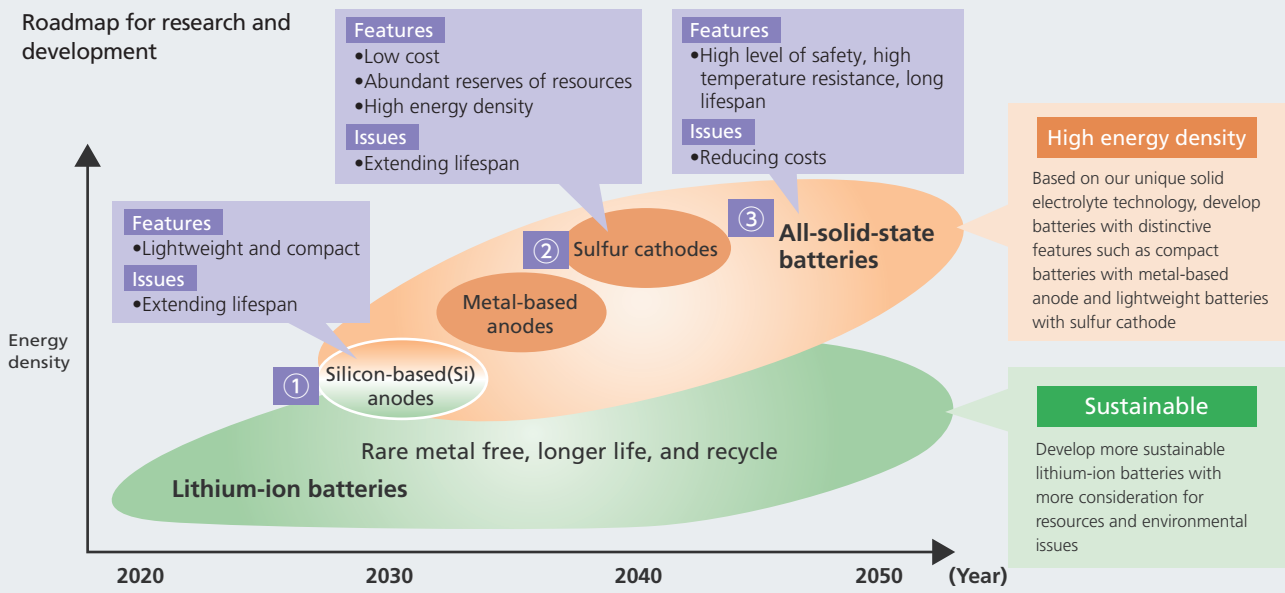 Roadmap for research and
development
Features
•Low cost
•Abundant reserves of resources
•High energy density
Issues
•Extending lifespan
Features
•High level of safety, high
temperature resistance, long
lifespan
Issues
•Reducing costs
Features
•Lightweight and compact
Issues
•Extending lifespan
Energy
density
①
Silicon-based(Si)
anodes
Metal-based
anodes
②
Sulfur cathodes
③
All-solid-state
batteries
Rare metal free, longer life, and recycle
Lithium-ion batteries
2020
2030
2040
2050
(Year)
High energy density
Based on our unique solid
electrolyte technology, develop
batteries with distinctive
features such as compact
batteries with metal-based
anode and lightweight batteries
with sulfur cathode
Sustainable
Develop more sustainable
lithium-ion batteries with
more consideration for
resources and environmental
issues